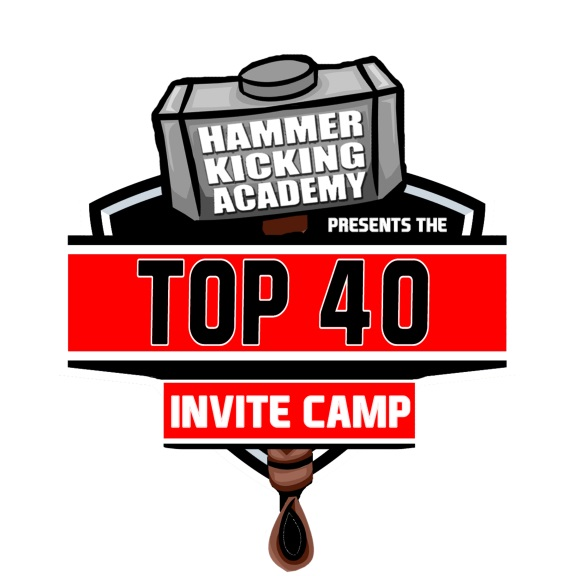 HAMMER
KICKING
ACADEMY
PRESENTS THE
TOP 40
INVITE CAMP